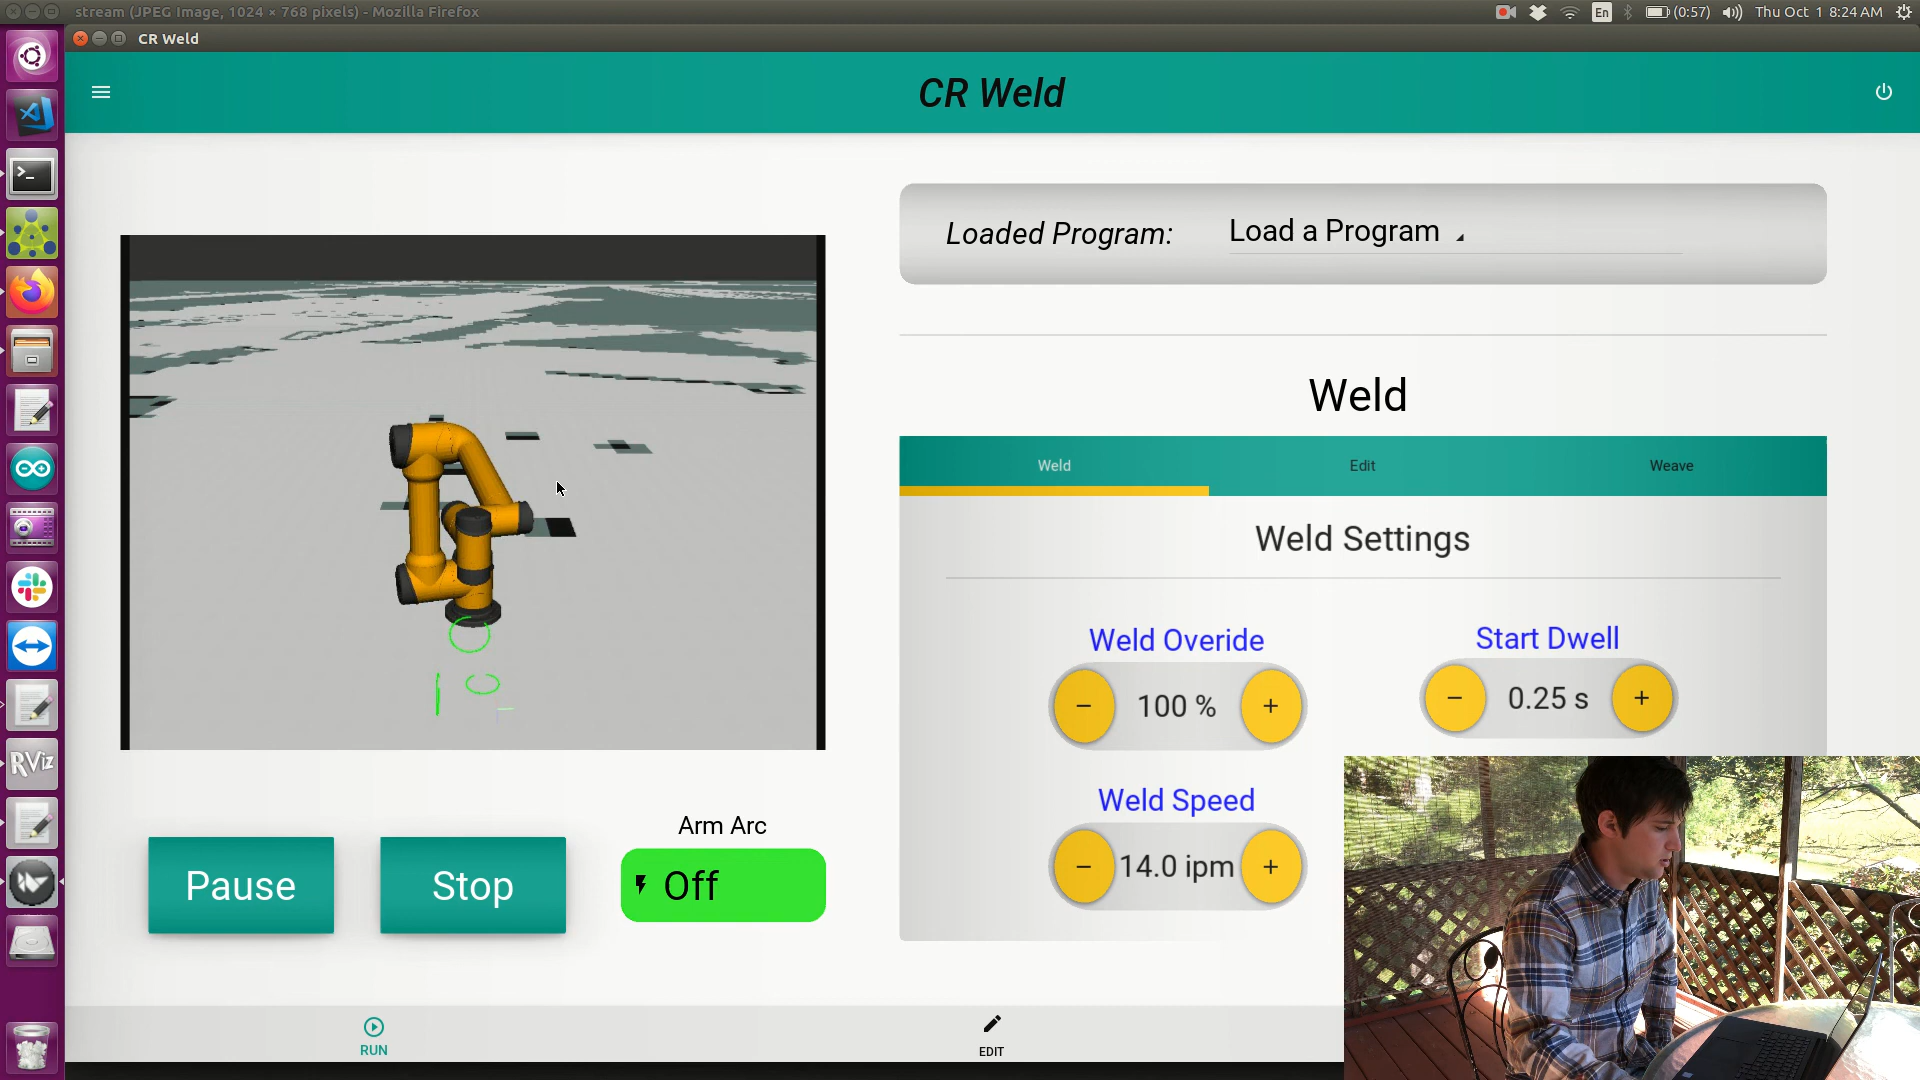 stream (JPEG Image, 1024 × 768 pixels) - Mozilla Firefox
En
(0:57)
Thu Oct 1 8:24 AM
CR Weld
CR Weld
Loaded Program:
Load a Program
Weld
Weld
Edit
Weave
Weld Settings
Weld Overide
Start Dwell
− 100 % +
− 0.25 s +
Weld Speed
− 14.0 ipm +
Arm Arc
Pause
Stop
Off
RViz
RUN
EDIT